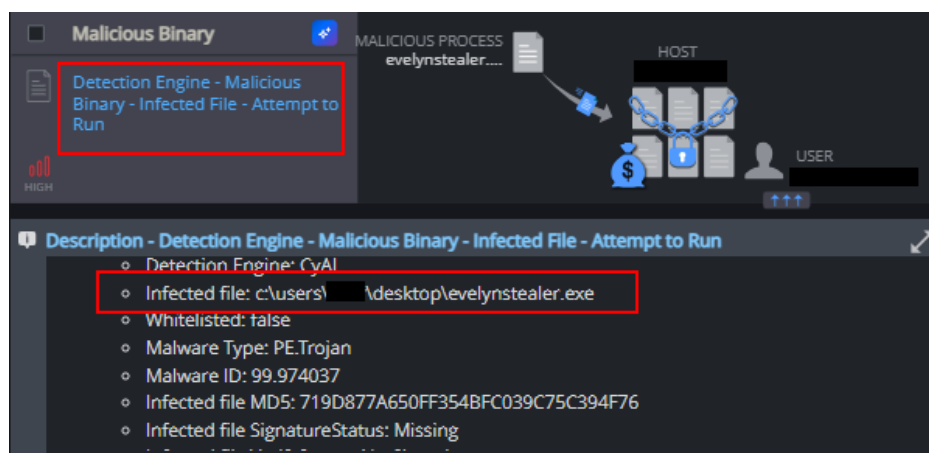 Malicious Binary
Detection Engine - Malicious
Binary - Infected File - Attempt to
Run
HIGH
MALICIOUS PROCESS
evelynstealer....
HOST
USER
Description - Detection Engine - Malicious Binary - Infected File - Attempt to Run
Detection Engine: CyAI
Infected file: c:\users\ \desktop\evelynstealer.exe
Whitelisted: false
Malware Type: PE.Trojan
Malware ID: 99.974037
Infected file MD5: 719D877A650FF354BFC039C75C394F76
Infected file SignatureStatus: Missing